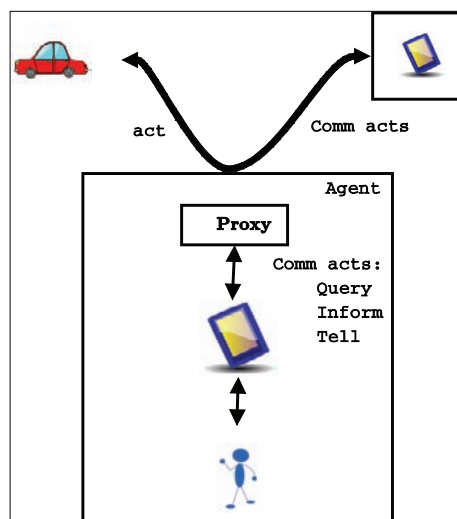 act
Comm acts
Agent
Proxy
Comm acts:
Query
Inform
Tell